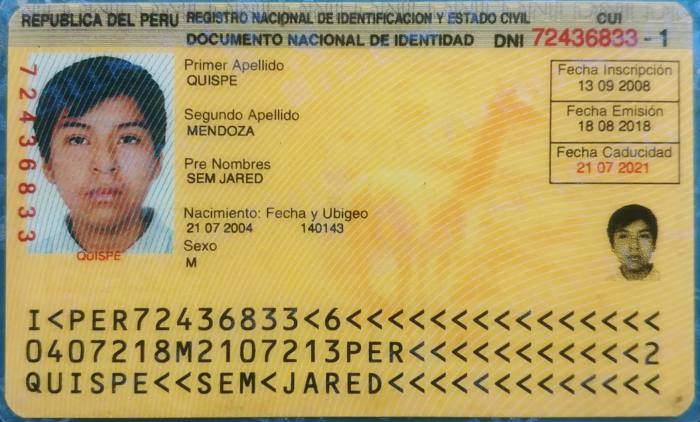 REPUBLICA DEL PERU REGISTRO NACIONAL DE IDENTIFICACION Y ESTADO CIVIL CUI
DOCUMENTO NACIONAL DE IDENTIDAD DNI 72436833 - 1
72436833
Primer Apellido
QUISPE
Segundo Apellido
MENDOZA
Pre Nombres
SEM JARED
Nacimiento: Fecha y Ubigeo
21 07 2004 140143
Sexo
M
QUISPE
Fecha Inscripción
13 09 2008
Fecha Emisión
18 08 2018
Fecha Caducidad
21 07 2021
I<PER72436833<6<<<<<<<<<<<<<<<
0407218M2107213PER<<<<<<<<<<<2
QUISPE<<SEM<JARED<<<<<<<<<<<<<